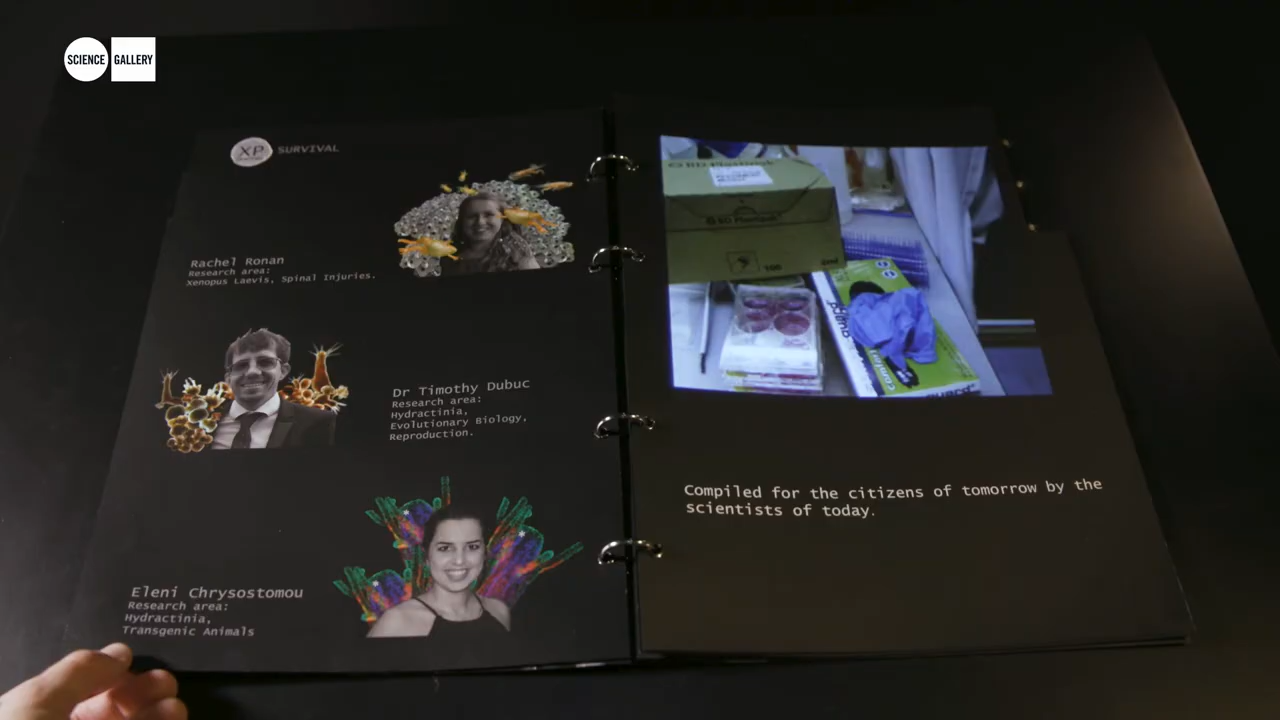 SCIENCE GALLERY
XP SURVIVAL
Rachel Ronan
Research area:
Xenopus Laevis, Spinal Injuries.
Dr Timothy Dubuc
Research area:
Hydractinia,
Evolutionary Biology,
Reproduction.
Eleni Chrysostomou
Research area:
Hydractinia,
Transgenic Animals
Compiled for the citizens of tomorrow by the
scientists of today.